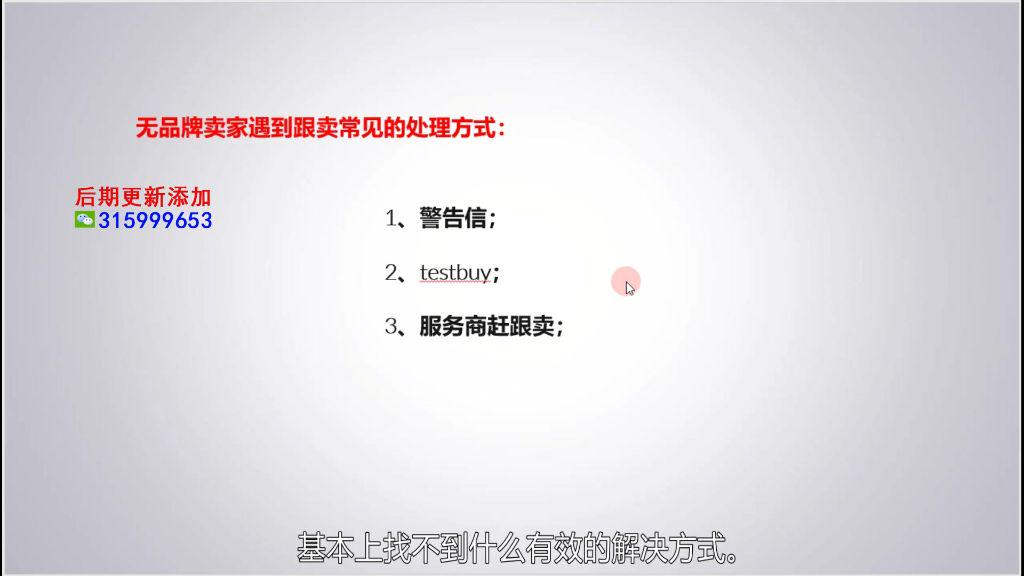 无品牌卖家遇到跟卖常见的处理方式：
后期更新添加
315999653
1、警告信；
2、testbuy；
3、服务商赶跟卖；
基本上找不到什么有效的解决方式。